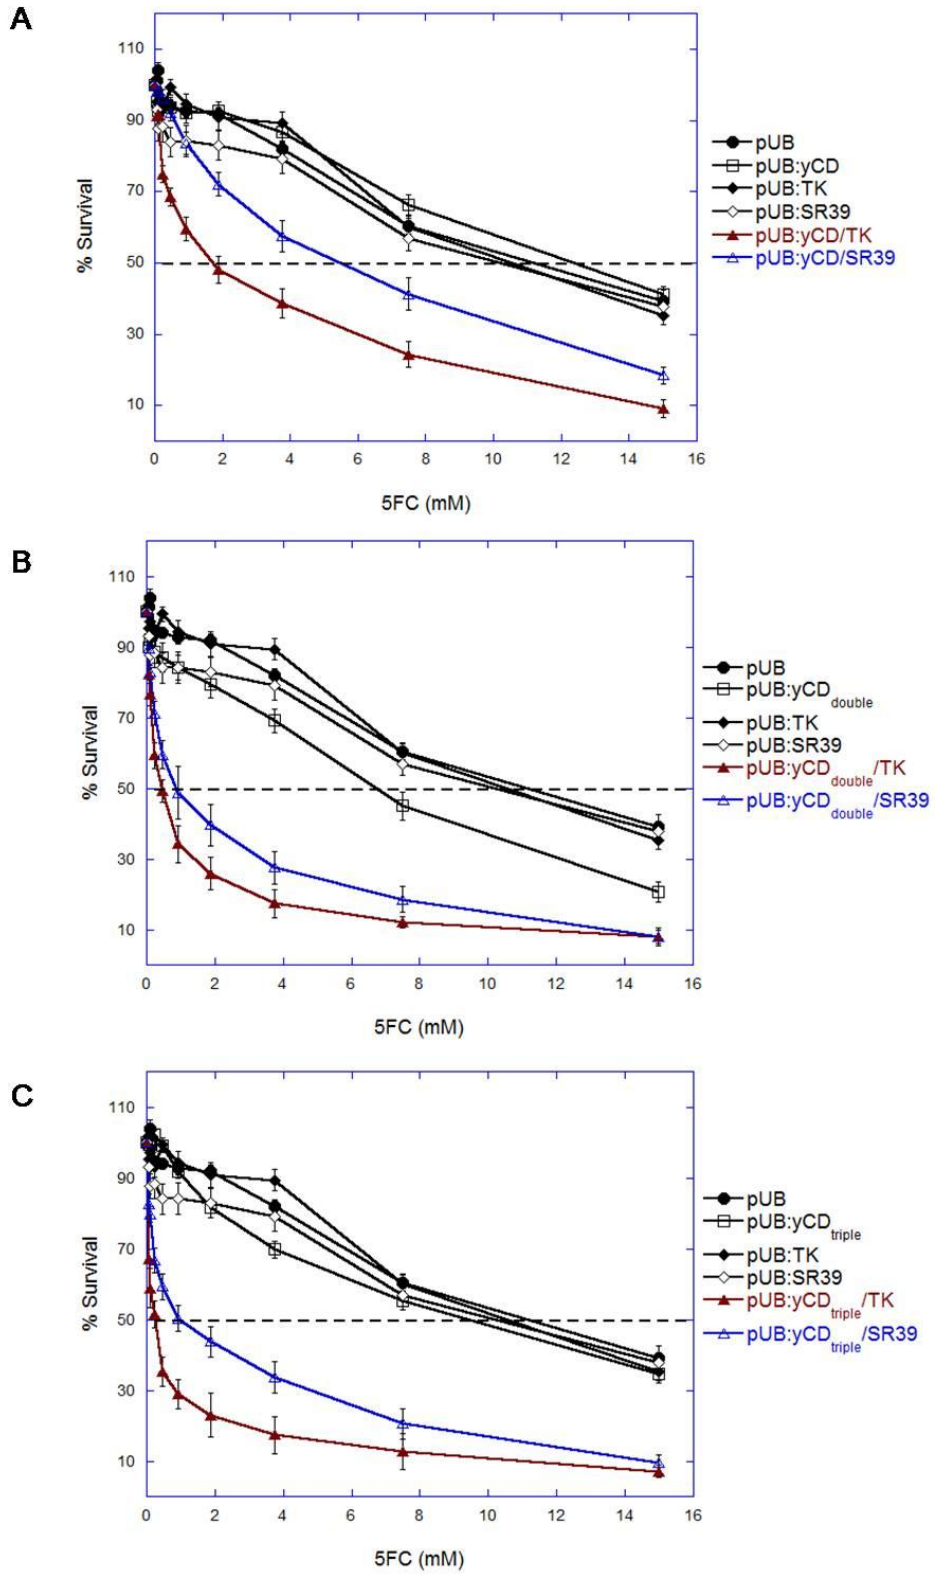 A
110
90
70
50
30
10
% Survival
0 2 4 6 8 10 12 14 16
5FC (mM)
pUB
pUB:yCD
pUB:TK
pUB:SR39
pUB:yCD/TK
pUB:yCD/SR39
B
110
90
70
50
30
10
% Survival
0 2 4 6 8 10 12 14 16
5FC (mM)
pUB
pUB:yCDdouble
pUB:TK
pUB:SR39
pUB:yCDdouble/TK
pUB:yCDdouble/SR39
C
110
90
70
50
30
10
% Survival
0 2 4 6 8 10 12 14 16
5FC (mM)
pUB
pUB:yCDtriple
pUB:TK
pUB:SR39
pUB:yCDtriple/TK
pUB:yCDtriple/SR39